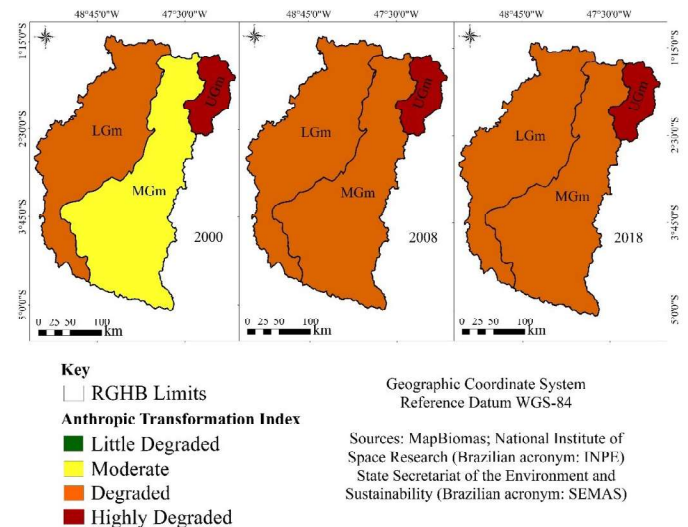 48°45'0"W 47°30'0"W 48°45'0"W 47°30'0"W 48°45'0"W 47°30'0"W
1°15'0"S 2°30'0"S 3°45'0"S 5°0'0"S
LGm MGm UGm 2000
0 25 50 100 km
LGm MGm UGm 2008
0 25 50 100 km
LGm MGm UGm 2018
0 25 50 100 km
1°15'0"S 2°30'0"S 3°45'0"S 5°0'0"S
Key
RGHB Limits
Anthropic Transformation Index
Little Degraded
Moderate
Degraded
Highly Degraded
Geographic Coordinate System
Reference Datum WGS-84
Sources: MapBiomas; National Institute of
Space Research (Brazilian acronym: INPE)
State Secretariat of the Environment and
Sustainability (Brazilian acronym: SEMAS)